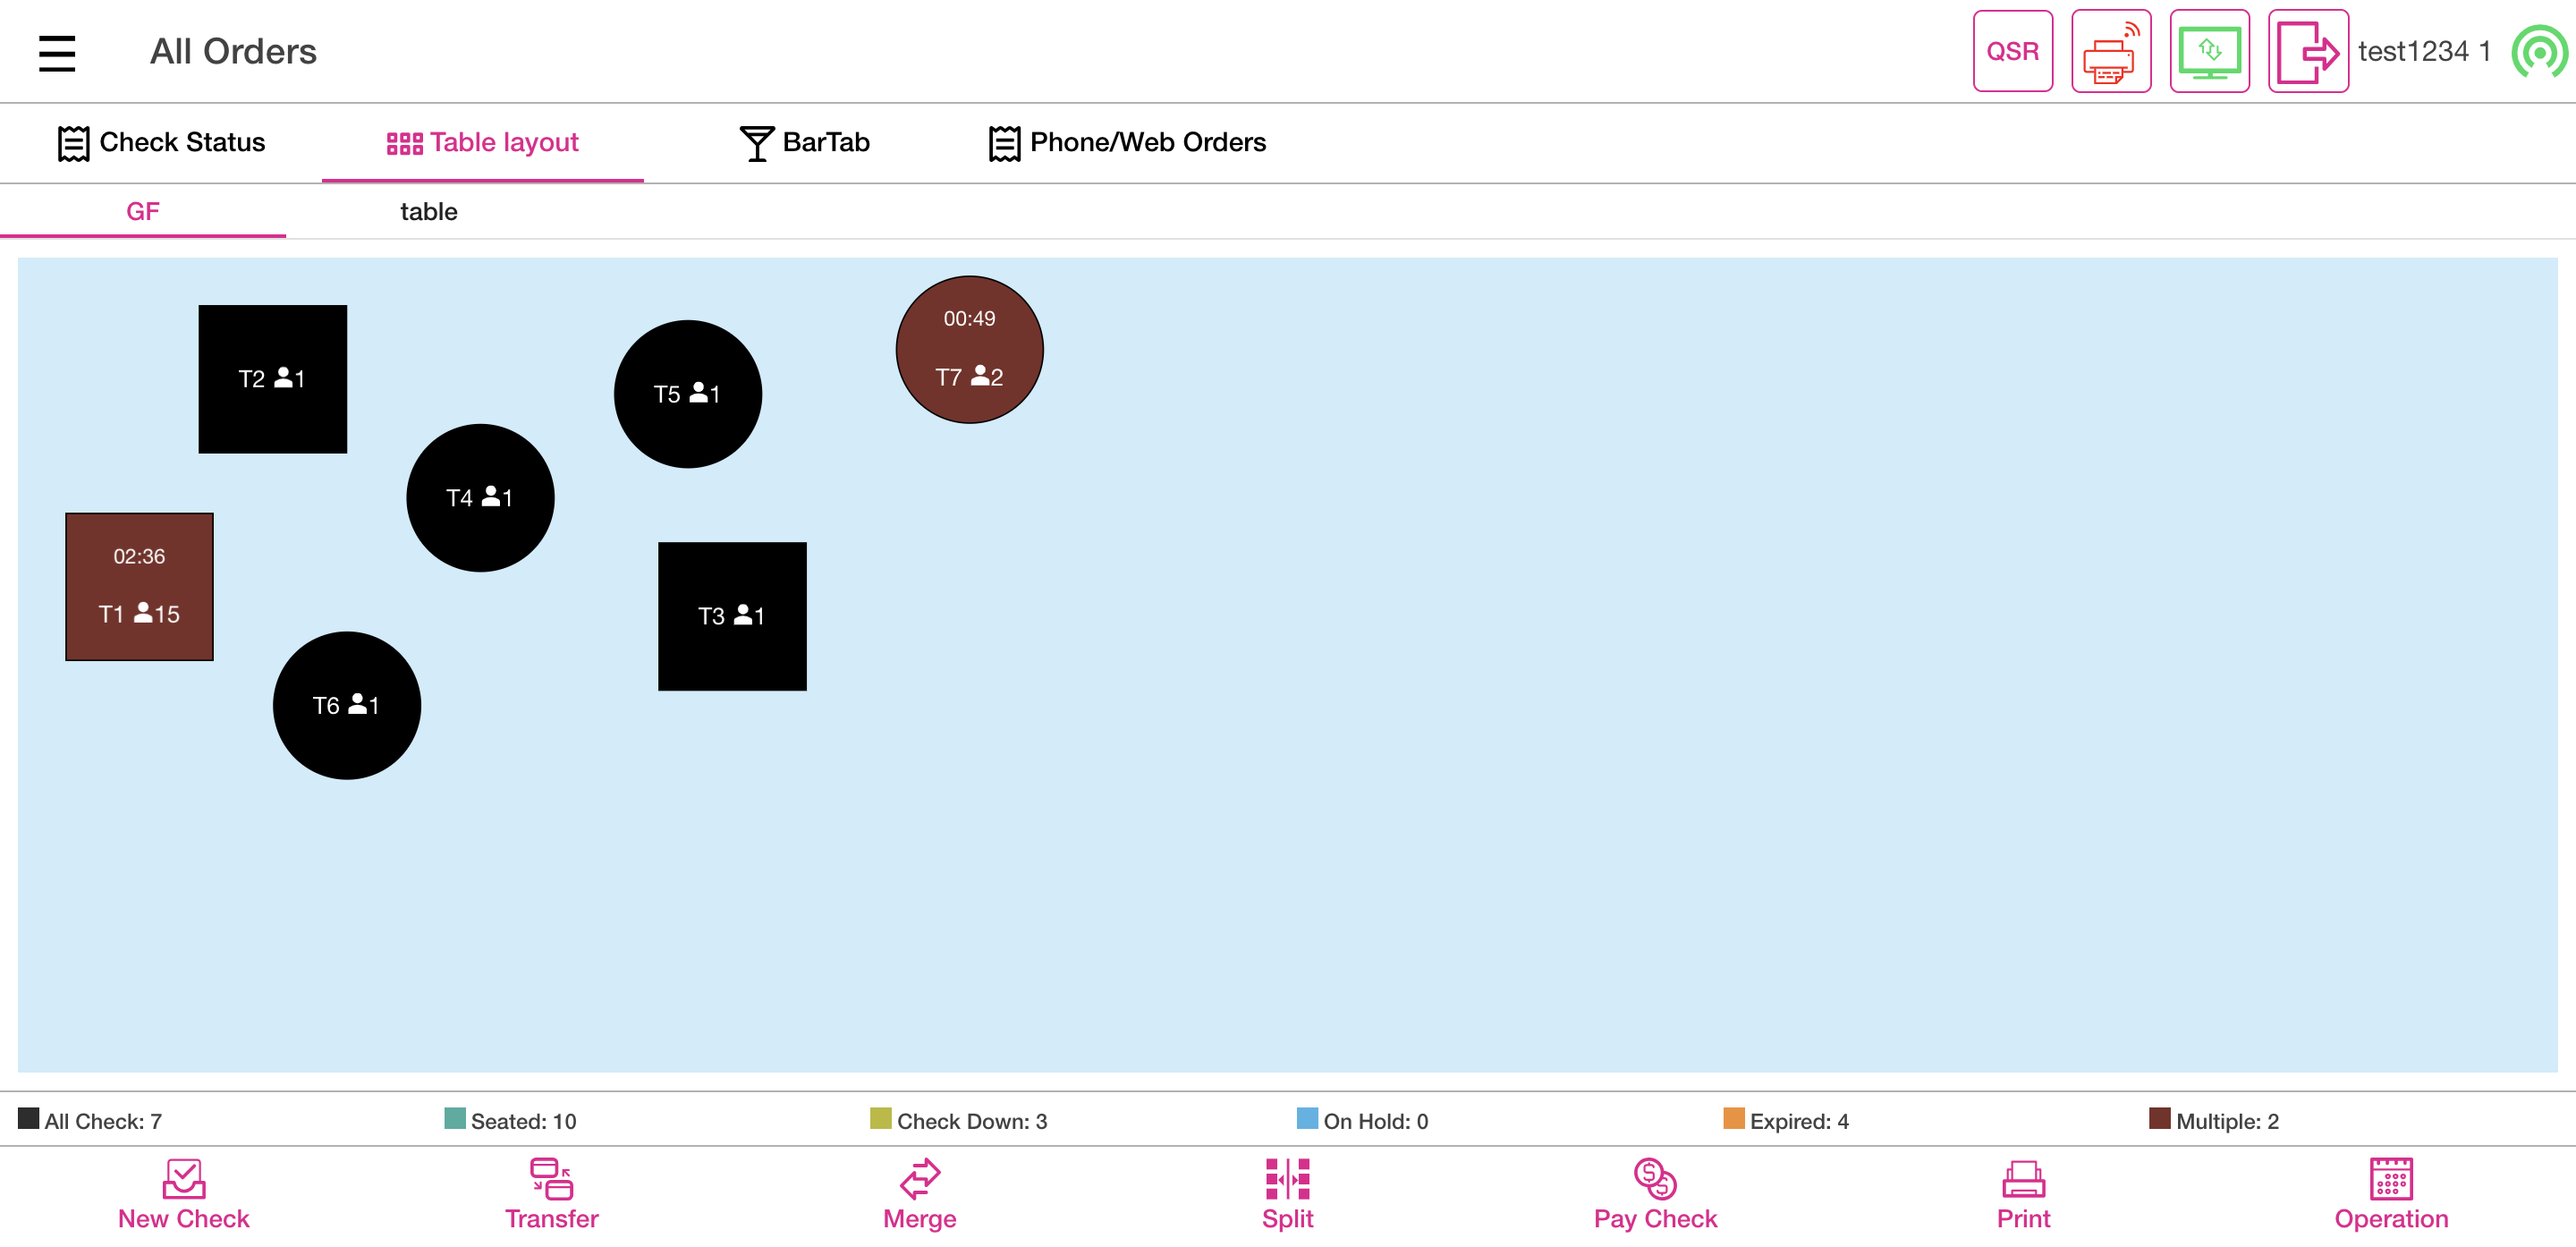 All Orders
QSR
test1234 1
Check Status
Table layout
BarTab
Phone/Web Orders
GF
table
00:49
T7 2
T2 1
T5 1
T4 1
02:36
T1 15
T3 1
T6 1
All Check: 7
Seated: 10
Check Down: 3
On Hold: 0
Expired: 4
Multiple: 2
New Check
Transfer
Merge
Split
Pay Check
Print
Operation